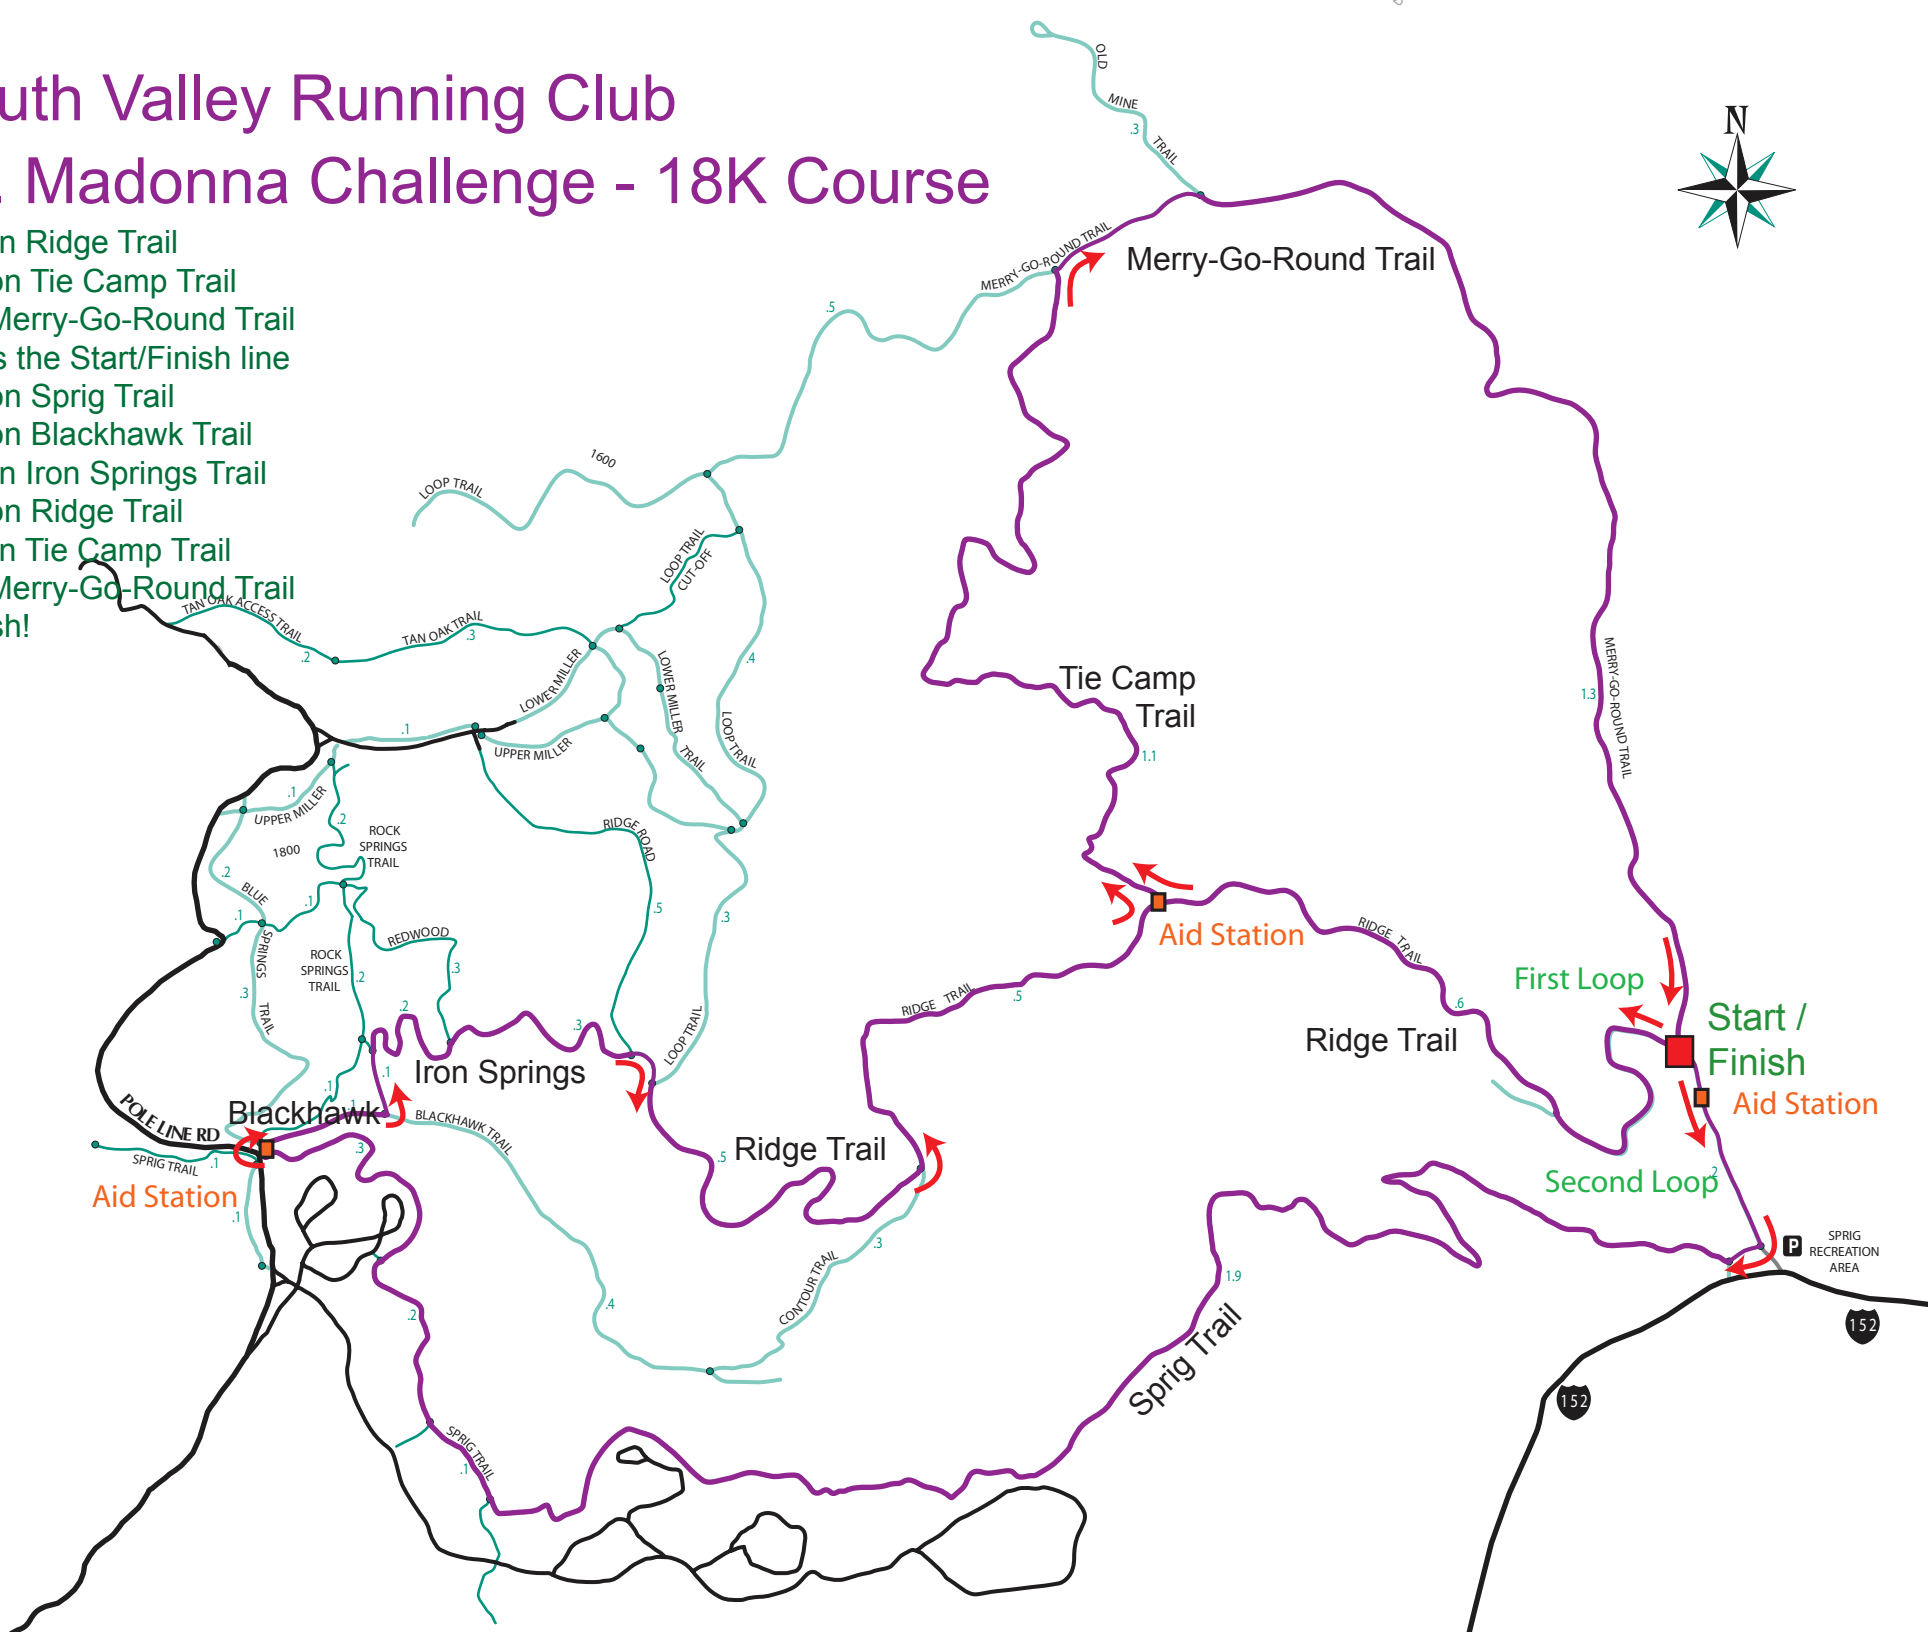 uth Valley Running Club
. Madonna Challenge - 18K Course
n Ridge Trail
on Tie Camp Trail
Merry-Go-Round Trail
s the Start/Finish line
on Sprig Trail
on Blackhawk Trail
n Iron Springs Trail
on Ridge Trail
n Tie Camp Trail
Merry-Go-Round Trail
sh!
OLD
MINE
.3
TRAIL
N
MERRY-GO-ROUND TRAIL
Merry-Go-Round Trail
.5
1600
LOOP TRAIL
LOOP TRAIL
CUT-OFF
TAN OAK ACCESS TRAIL
.2
TAN OAK TRAIL
.3
LOWER MILLER
LOWER MILLER
TRAIL
.4
LOOP TRAIL
Tie Camp
Trail
1.1
1.3
MERRY-GO-ROUND TRAIL
.1
UPPER MILLER
.1
UPPER MILLER
.2
ROCK
SPRINGS
TRAIL
1800
RIDGE ROAD
.5
.2
BLUE
SPRINGS
TRAIL
.1
.1
.3
REDWOOD
.3
ROCK
SPRINGS
TRAIL
.2
.3
LOOP TRAIL
Aid Station
RIDGE TRAIL
.6
Ridge Trail
First Loop
Start /
Finish
Aid Station
Second Loop
.2
RIDGE TRAIL
.5
.2
.3
Iron Springs
.1
.1
.1
Blackhawk
BLACKHAWK TRAIL
POLE LINE RD
SPRIG TRAIL
.1
.3
Aid Station
.1
.5
Ridge Trail
.3
CONTOUR TRAIL
.4
.2
1.9
Sprig Trail
P
SPRIG
RECREATION
AREA
152
152
SPRIG TRAIL
.1